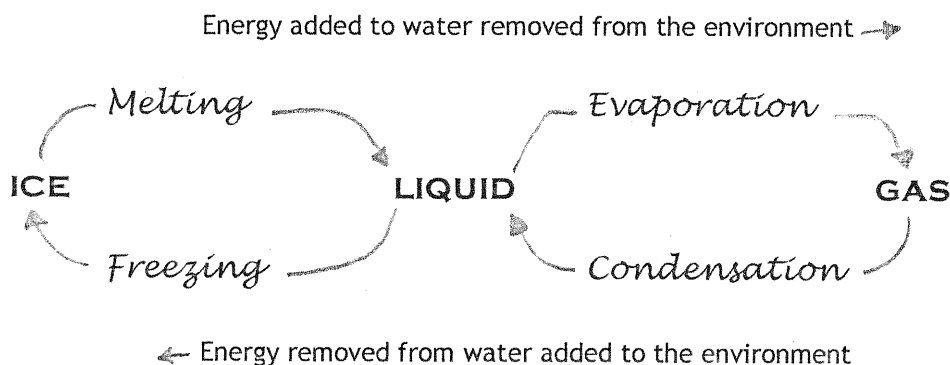 Energy added to water removed from the environment
Melting
Evaporation
ICE
LIQUID
GAS
Freezing
Condensation
Energy removed from water added to the environment